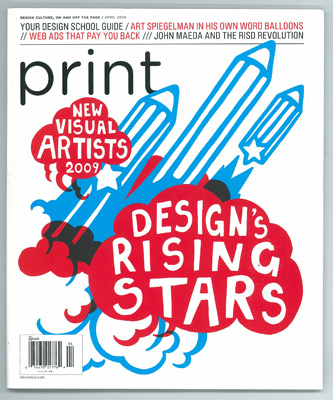 DESIGN CULTURE, ON AND OFF THE PAGE / APRIL 2009
YOUR DESIGN SCHOOL GUIDE / ART SPIEGELMAN IN HIS OWN WORD BALLOONS
// WEB ADS THAT PAY YOU BACK /// JOHN MAEDA AND THE RISD REVOLUTION
print
NEW
VISUAL
ARTISTS
2009
DESIGN'S
RISING
STARS